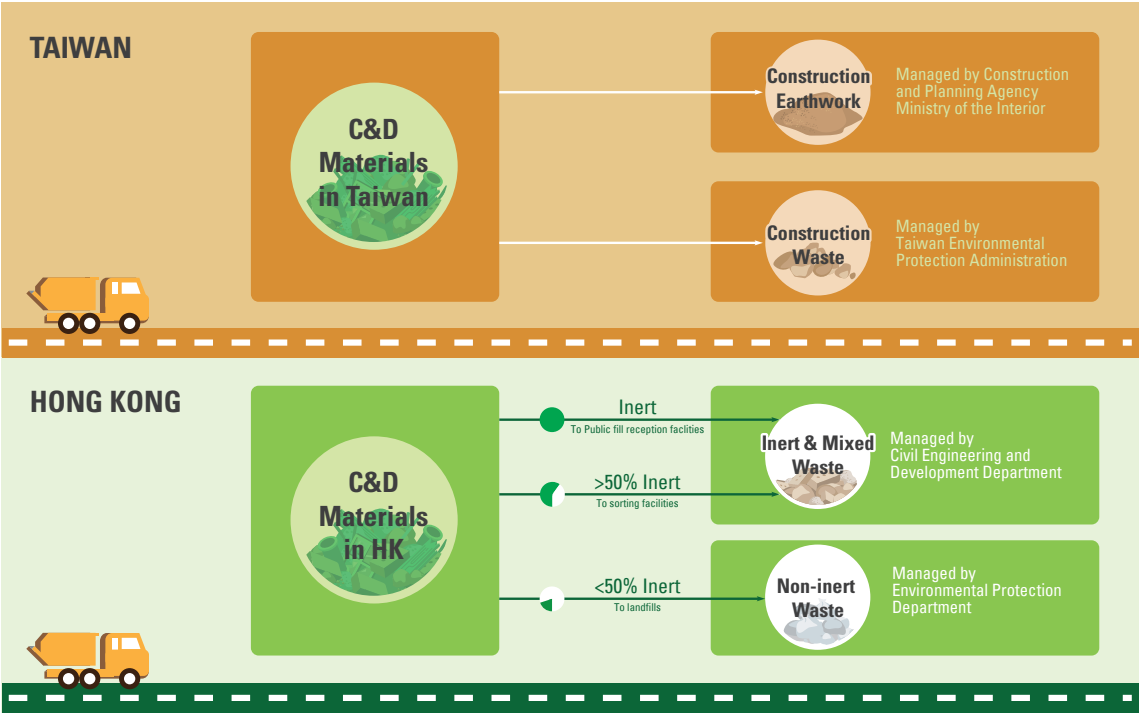 TAIWAN
C&D
Materials
in Taiwan
Construction
Earthwork
Managed by Construction
and Planning Agency
Ministry of the Interior
Construction
Waste
Managed by
Taiwan Environmental
Protection Administration
HONG KONG
C&D
Materials
in HK
Inert
To Public fill reception faclities
>50% Inert
To sorting facilities
<50% Inert
To landfills
Inert & Mixed
Waste
Managed by
Civil Engineering and
Development Department
Non-inert
Waste
Managed by
Environmental Protection
Department